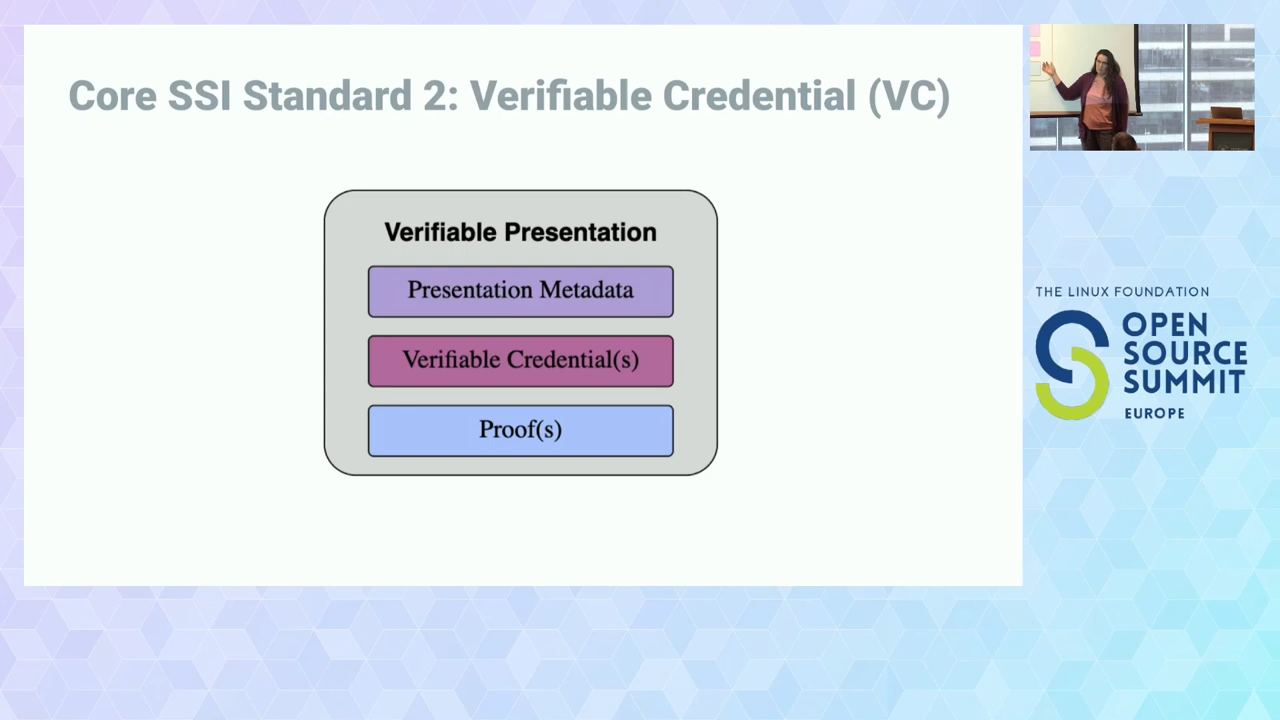 Core SSI Standard 2: Verifiable Credential (VC)
Verifiable Presentation
Presentation Metadata
Verifiable Credential(s)
Proof(s)
THE LINUX FOUNDATION
OPEN
SOURCE
SUMMIT
EUROPE